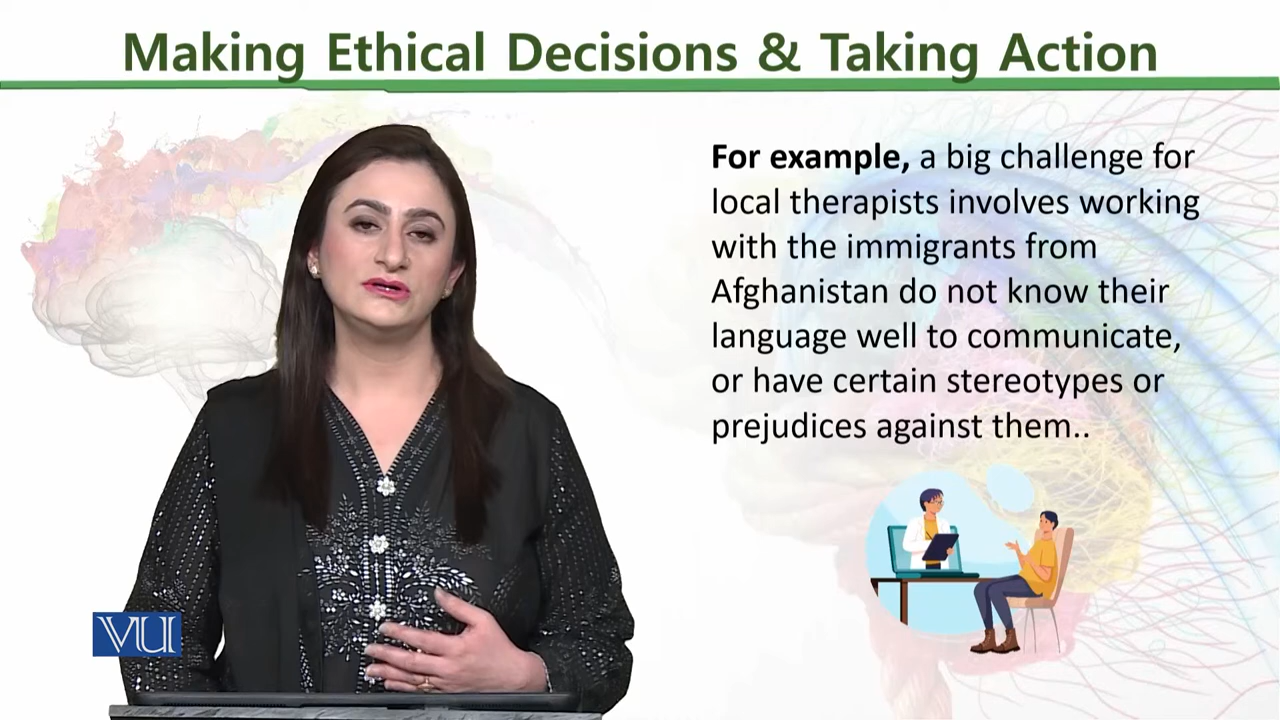 Making Ethical Decisions & Taking Action
For example, a big challenge for
local therapists involves working
with the immigrants from
Afghanistan do not know their
language well to communicate,
or have certain stereotypes or
prejudices against them..
VU